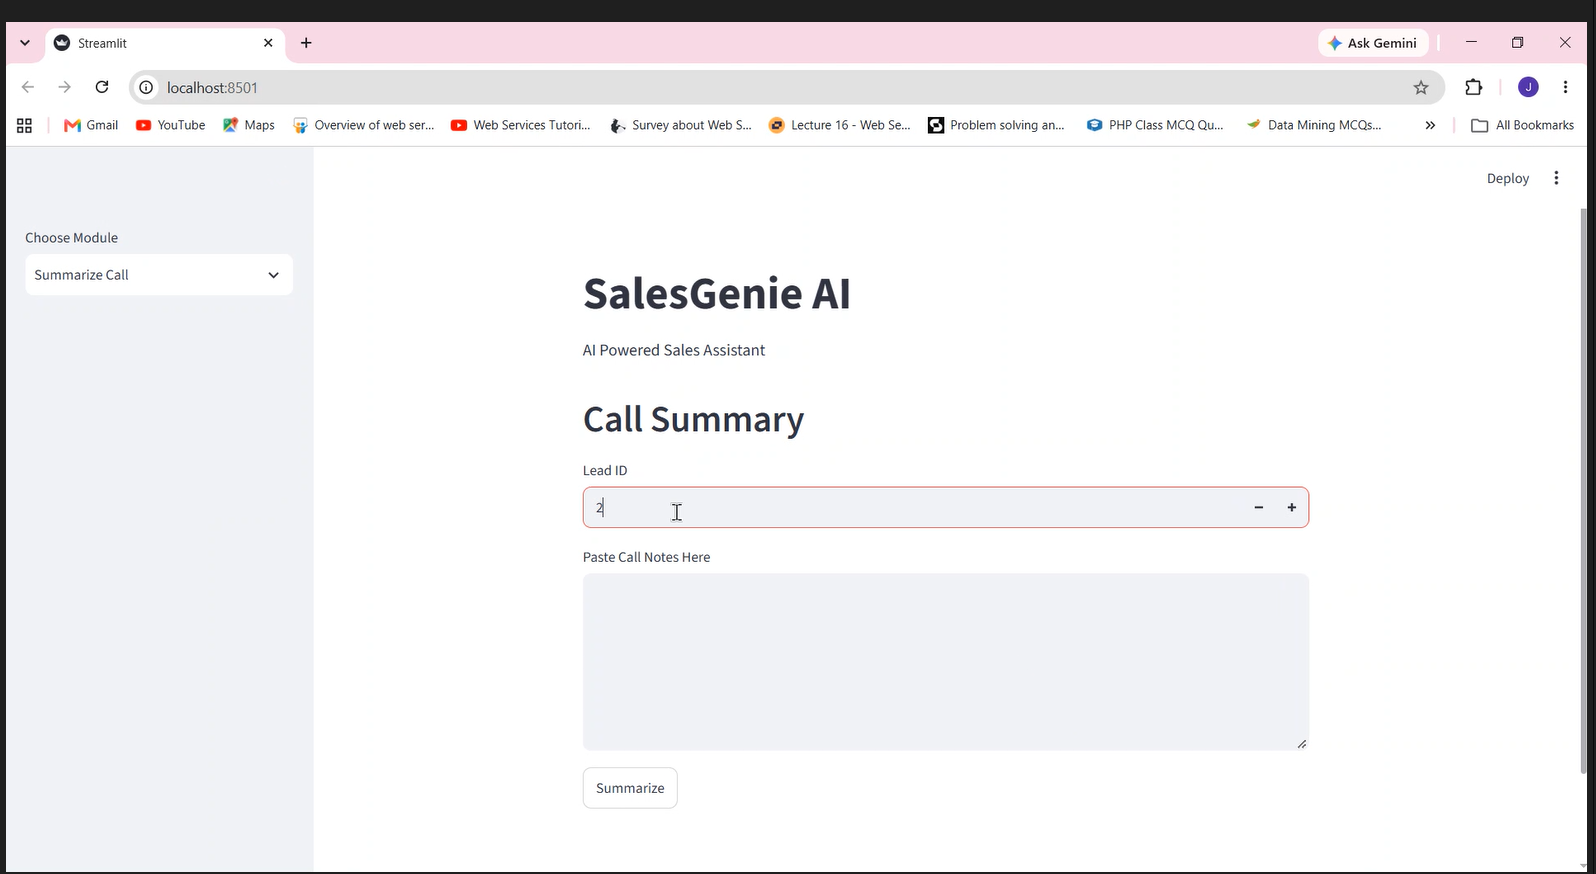 Streamlit
Ask Gemini
localhost:8501
J
Gmail
YouTube
Maps
Overview of web ser...
Web Services Tutori...
Survey about Web S...
Lecture 16 - Web Se...
Problem solving an...
PHP Class MCQ Qu...
Data Mining MCQs...
»
All Bookmarks
Deploy
Choose Module
Summarize Call
SalesGenie AI
AI Powered Sales Assistant
Call Summary
Lead ID
2
Paste Call Notes Here
Summarize